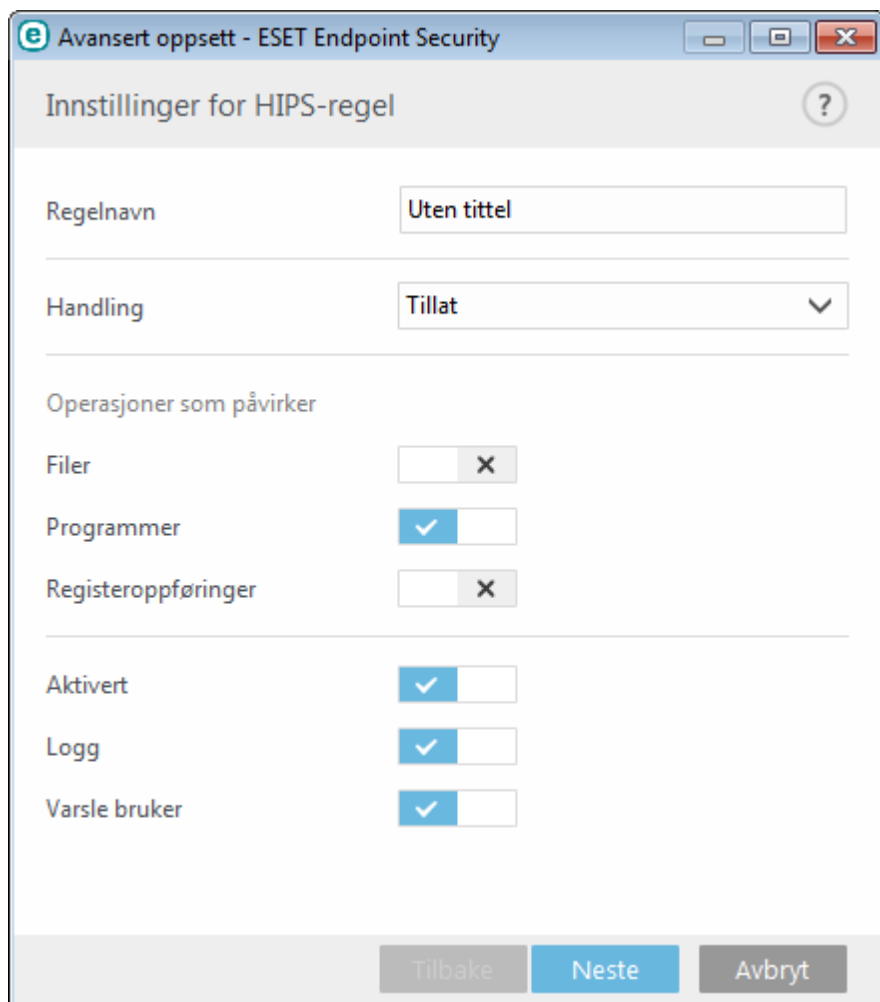 Avansert oppsett - ESET Endpoint Security
Innstillinger for HIPS-regel
?
Regelnavn
Uten tittel
Handling
Tillat
Operasjoner som påvirker
Filer
Programmer
Registeroppføringer
Aktivert
Logg
Varsle bruker
Tilbake
Neste
Avbryt